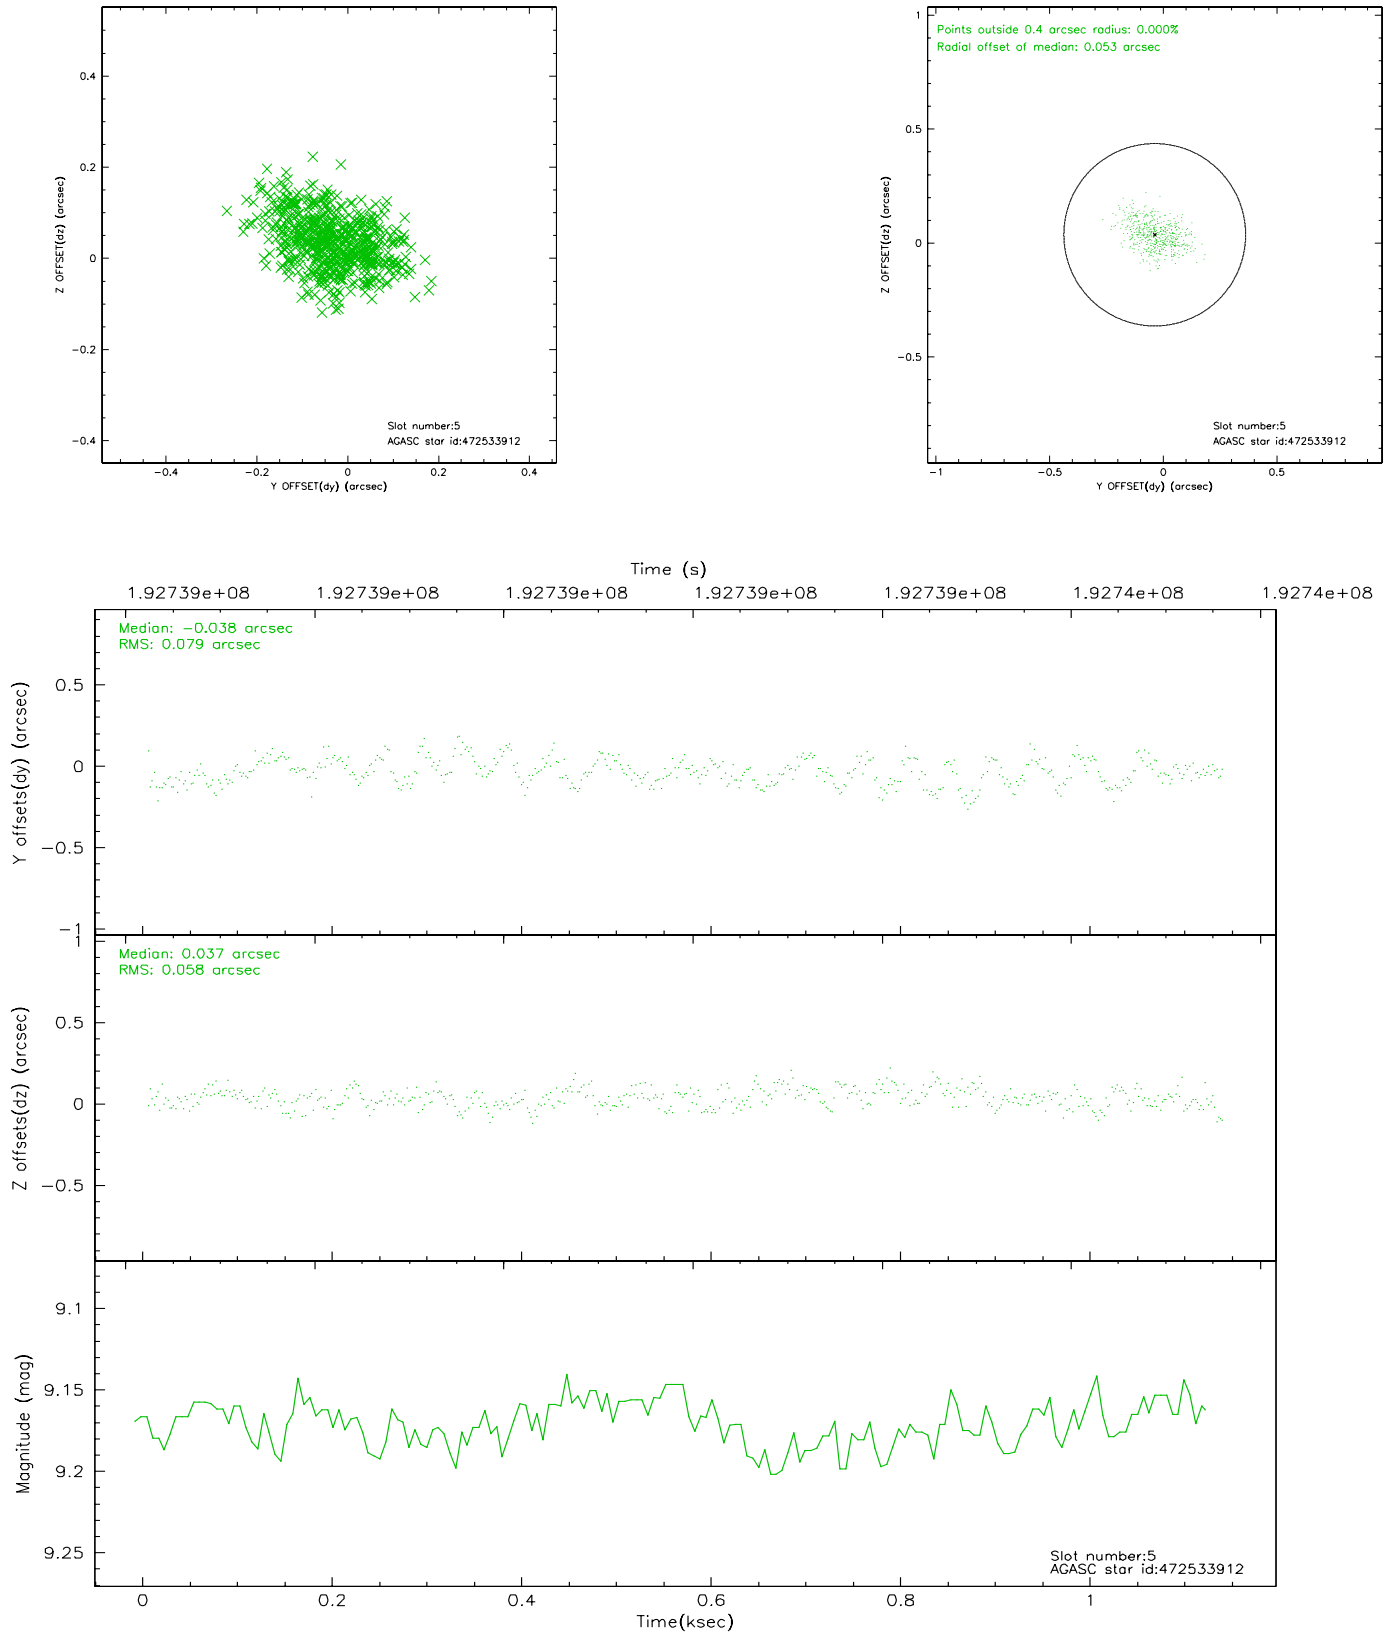 0.4
0.2
0
−0.2
−0.4
Z OFFSET(dz) (arcsec)
−0.4 −0.2 0 0.2 0.4
Y OFFSET(dy) (arcsec)
Slot number:5
AGASC star id:472533912
Points outside 0.4 arcsec radius: 0.000%
Radial offset of median: 0.053 arcsec
1
0.5
0
−0.5
Z OFFSET(dz) (arcsec)
−1 −0.5 0 0.5
Y OFFSET(dy) (arcsec)
Slot number:5
AGASC star id:472533912
Time (s)
1.92739e+08 1.92739e+08 1.92739e+08 1.92739e+08 1.92739e+08 1.9274e+08 1.9274e+08
Median: −0.038 arcsec
RMS: 0.079 arcsec
0.5
0
−0.5
−1
Y offsets(dy) (arcsec)
Median: 0.037 arcsec
RMS: 0.058 arcsec
1
0.5
0
−0.5
Z offsets(dz) (arcsec)
9.1
9.15
9.2
9.25
Magnitude (mag)
Slot number:5
AGASC star id:472533912
0 0.2 0.4 0.6 0.8 1
Time(ksec)